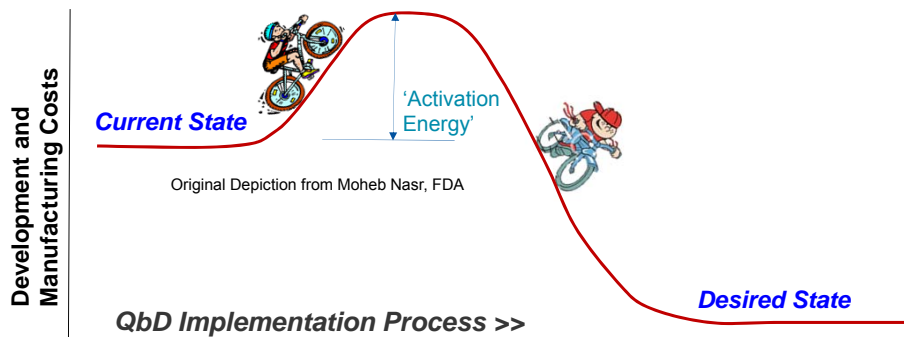 Development and
Manufacturing Costs
Current State
‘Activation
Energy’
Original Depiction from Moheb Nasr, FDA
Desired State
QbD Implementation Process >>